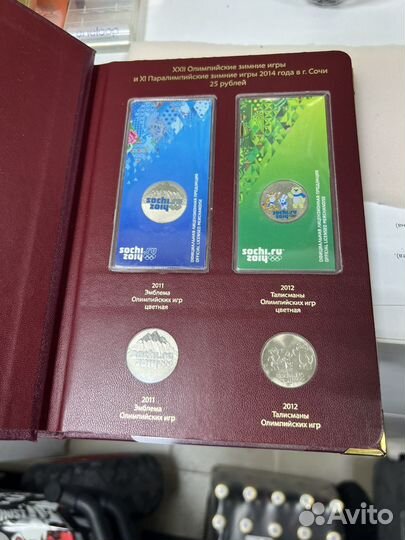 XXII Олимпийские зимние игры
и XI Паралимпийские зимние игры 2014 года в г. Сочи
25 рублей
sochi.ru
2014
ОФИЦИАЛЬНАЯ ЛИЦЕНЗИОННАЯ ПРОДУКЦИЯ
OFFICIAL LICENSED MERCHANDISE
sochi.ru
2014
ОФИЦИАЛЬНАЯ ЛИЦЕНЗИОННАЯ ПРОДУКЦИЯ
OFFICIAL LICENSED MERCHANDISE
2011
Эмблема
Олимпийских игр
цветная
2012
Талисманы
Олимпийских игр
цветная
sochi.ru
2014
2011
Эмблема
Олимпийских игр
2012
Талисманы
Олимпийских игр
Avito